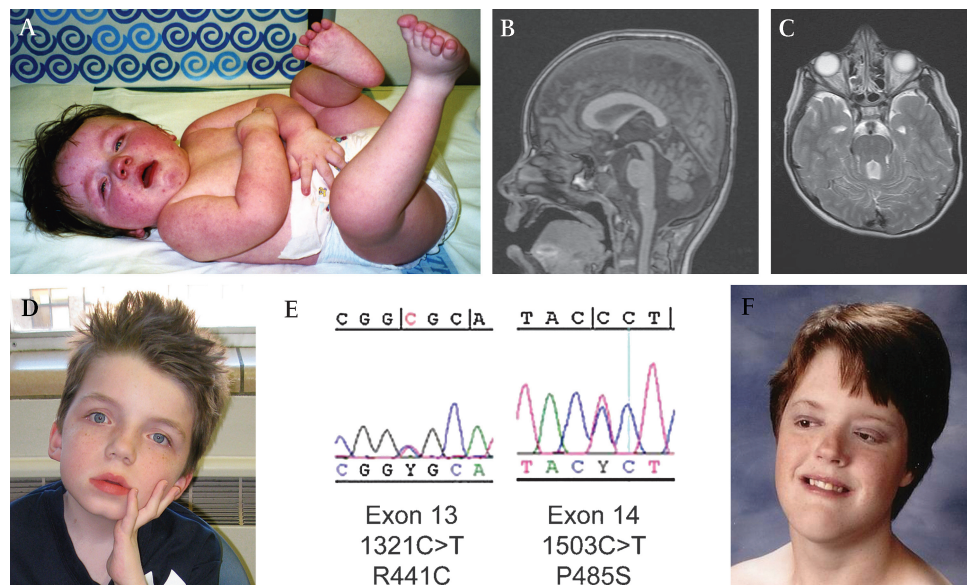 A
B
C
D
E
C G G C G C A
T A C C C T
C G G Y G C A
T A C Y C T
Exon 13
1321C>T
R441C
Exon 14
1503C>T
P485S
F